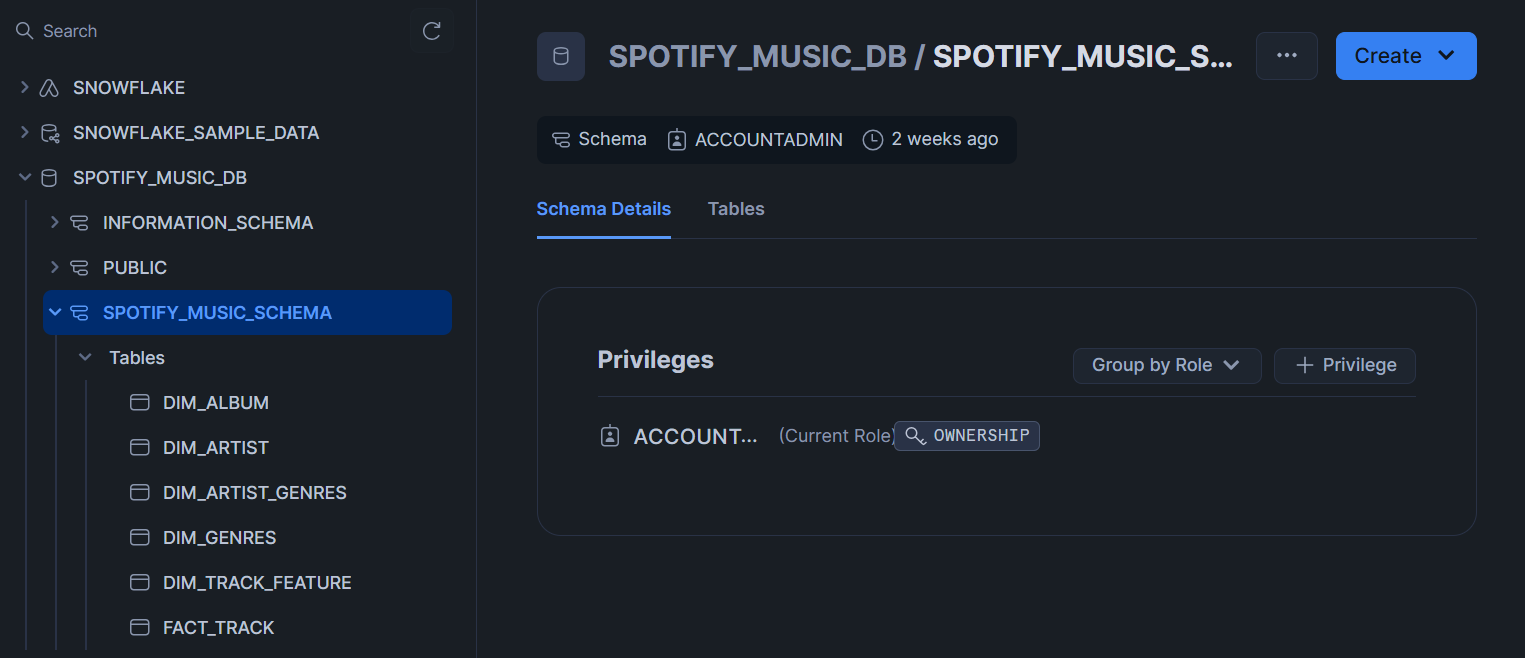 Search
SNOWFLAKE
SNOWFLAKE_SAMPLE_DATA
SPOTIFY_MUSIC_DB
INFORMATION_SCHEMA
PUBLIC
SPOTIFY_MUSIC_SCHEMA
Tables
DIM_ALBUM
DIM_ARTIST
DIM_ARTIST_GENRES
DIM_GENRES
DIM_TRACK_FEATURE
FACT_TRACK
SPOTIFY_MUSIC_DB / SPOTIFY_MUSIC_S...
Create
Schema ACCOUNTADMIN 2 weeks ago
Schema Details Tables
Privileges
Group by Role + Privilege
ACCOUNT... (Current Role) OWNERSHIP